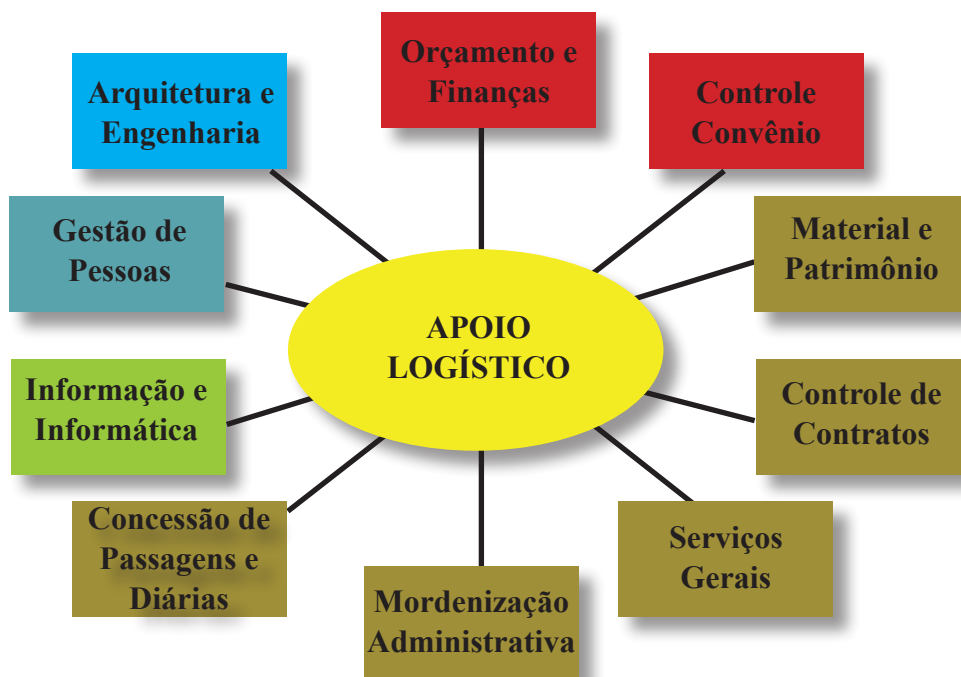 Orçamento e
Finanças
Arquitetura e
Engenharia
Controle
Convênio
Gestão de
Pessoas
Material e
Patrimônio
APOIO
LOGÍSTICO
Informação e
Informática
Controle de
Contratos
Concessão de
Passagens e
Diárias
Serviços
Gerais
Mordenização
Administrativa